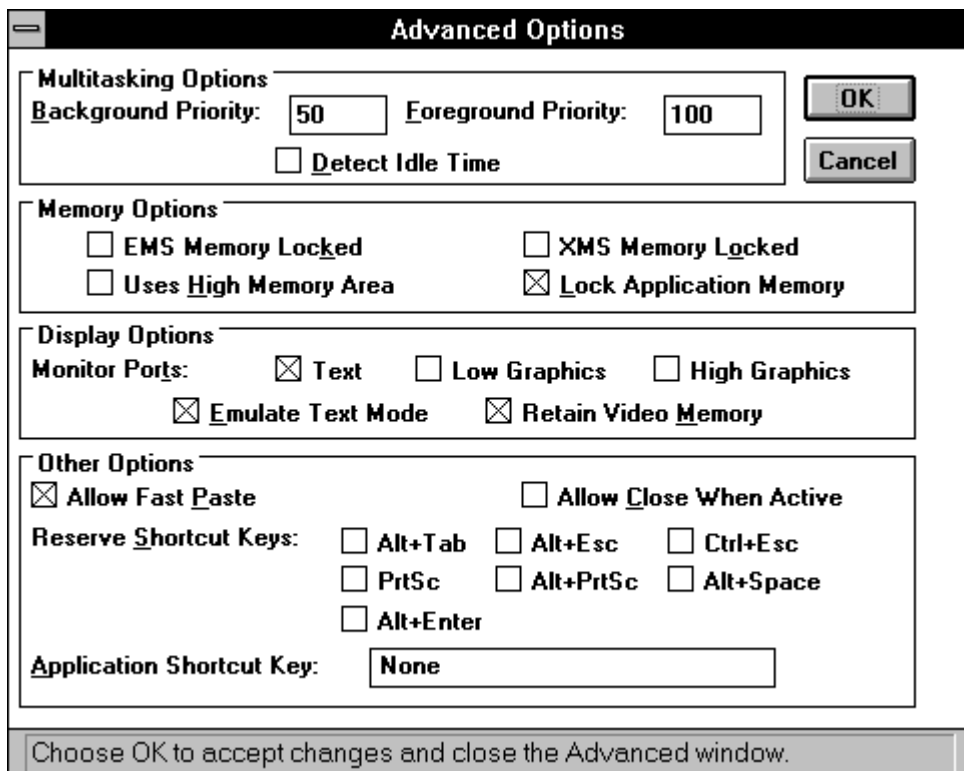 Advanced Options
Multitasking Options
Background Priority: 50 Foreground Priority: 100
Detect Idle Time
OK
Cancel
Memory Options
EMS Memory Locked XMS Memory Locked
Uses High Memory Area Lock Application Memory
Display Options
Monitor Ports: Text Low Graphics High Graphics
Emulate Text Mode Retain Video Memory
Other Options
Allow Fast Paste Allow Close When Active
Reserve Shortcut Keys: Alt+Tab Alt+Esc Ctrl+Esc
PrtSc Alt+PrtSc Alt+Space
Alt+Enter
Application Shortcut Key: None
Choose OK to accept changes and close the Advanced window.